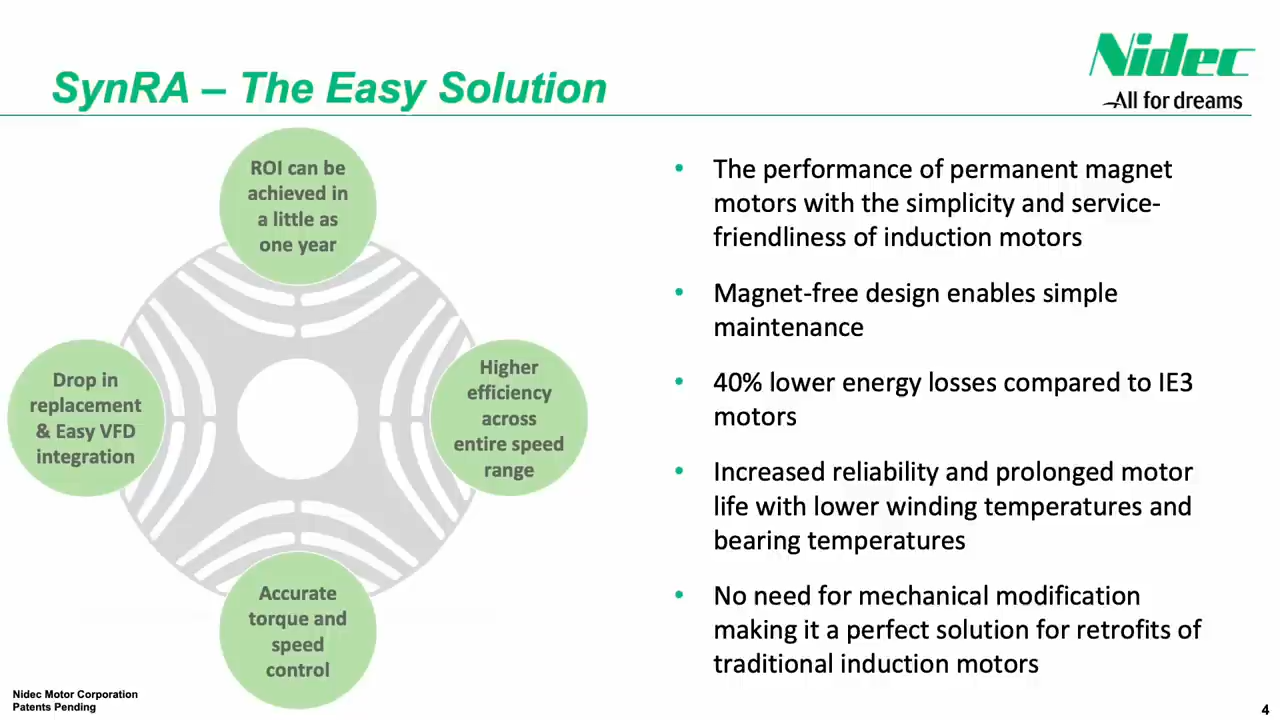 SynRA – The Easy Solution
Nidec
All for dreams
ROI can be
achieved in
a little as
one year
Drop in
replacement
& Easy VFD
integration
Higher
efficiency
across
entire speed
range
Accurate
torque and
speed
control
• The performance of permanent magnet
motors with the simplicity and service-
friendliness of induction motors
• Magnet-free design enables simple
maintenance
• 40% lower energy losses compared to IE3
motors
• Increased reliability and prolonged motor
life with lower winding temperatures and
bearing temperatures
• No need for mechanical modification
making it a perfect solution for retrofits of
traditional induction motors
Nidec Motor Corporation
Patents Pending
4